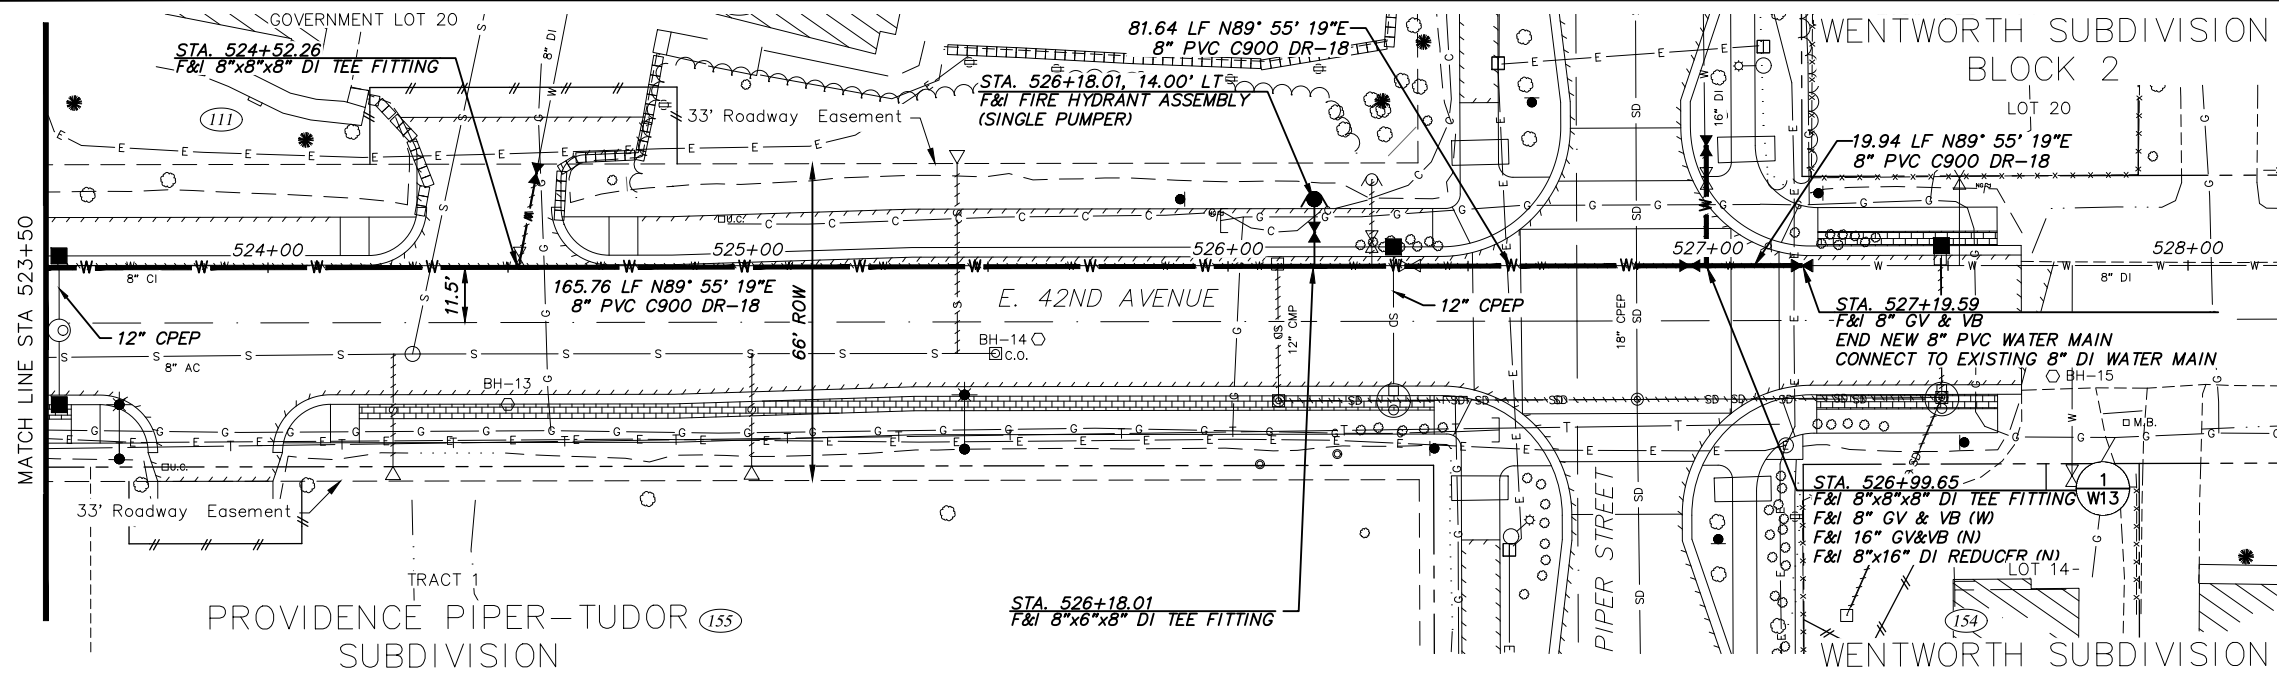 GOVERNMENT LOT 20
STA. 524+52.26
F&I 8"x8"x8" DI TEE FITTING
8" DI
111
33' Roadway Easement
81.64 LF N89° 55' 19"E
8" PVC C900 DR-18
STA. 526+18.01, 14.00' LT
F&I FIRE HYDRANT ASSEMBLY
(SINGLE PUMPER)
16" DI
WENTWORTH SUBDIVISION
BLOCK 2
LOT 20
19.94 LF N89° 55' 19"E
8" PVC C900 DR-18
MATCH LINE STA 523+50
524+00
525+00
526+00
527+00
528+00
U.C.
8" CI
11.5'
165.76 LF N89° 55' 19"E
8" PVC C900 DR-18
66' ROW
E. 42ND AVENUE
12" CMP
12" CPEP
18" CPEP
8" DI
12" CPEP
8" AC
BH-14
C.O.
BH-13
STA. 527+19.59
F&I 8" GV & VB
END NEW 8" PVC WATER MAIN
CONNECT TO EXISTING 8" DI WATER MAIN
BH-15
M.B.
U.C.
33' Roadway Easement
STA. 526+99.65
F&I 8"x8"x8" DI TEE FITTING
F&I 8" GV & VB (W)
F&I 16" GV&VB (N)
F&I 8"x16" DI REDUCER (N)
1
W13
LOT 14
PIPER STREET
TRACT 1
PROVIDENCE PIPER-TUDOR
SUBDIVISION
155
STA. 526+18.01
F&I 8"x6"x8" DI TEE FITTING
154
WENTWORTH SUBDIVISION